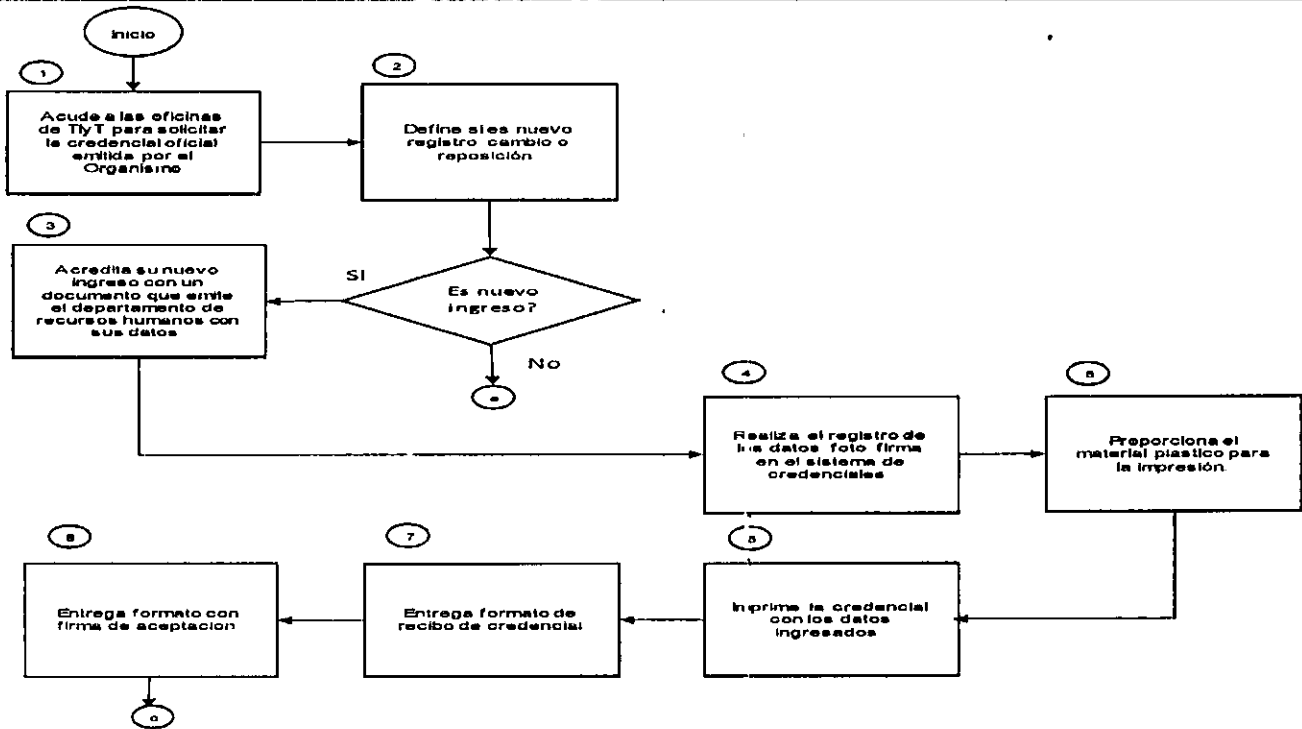 Inicio
1
Acude a las oficinas
de TIyT para solicitar
la credencial oficial
emitida por el
Organismo
2
Define si es nuevo
registro cambio o
reposición
3
Acredita su nuevo
ingreso con un
documento que emite
el departamento de
recursos humanos con
sus datos
SI
Es nuevo
ingreso?
No
4
Realiza el registro de
los datos foto firma
en el sistema de
credenciales
Proporciona el
material plastico para
la impresión.
7
Entrega formato con
firma de aceptacion
Entrega formato de
recibo de credencial
Imprime la credencial
con los datos
ingresados